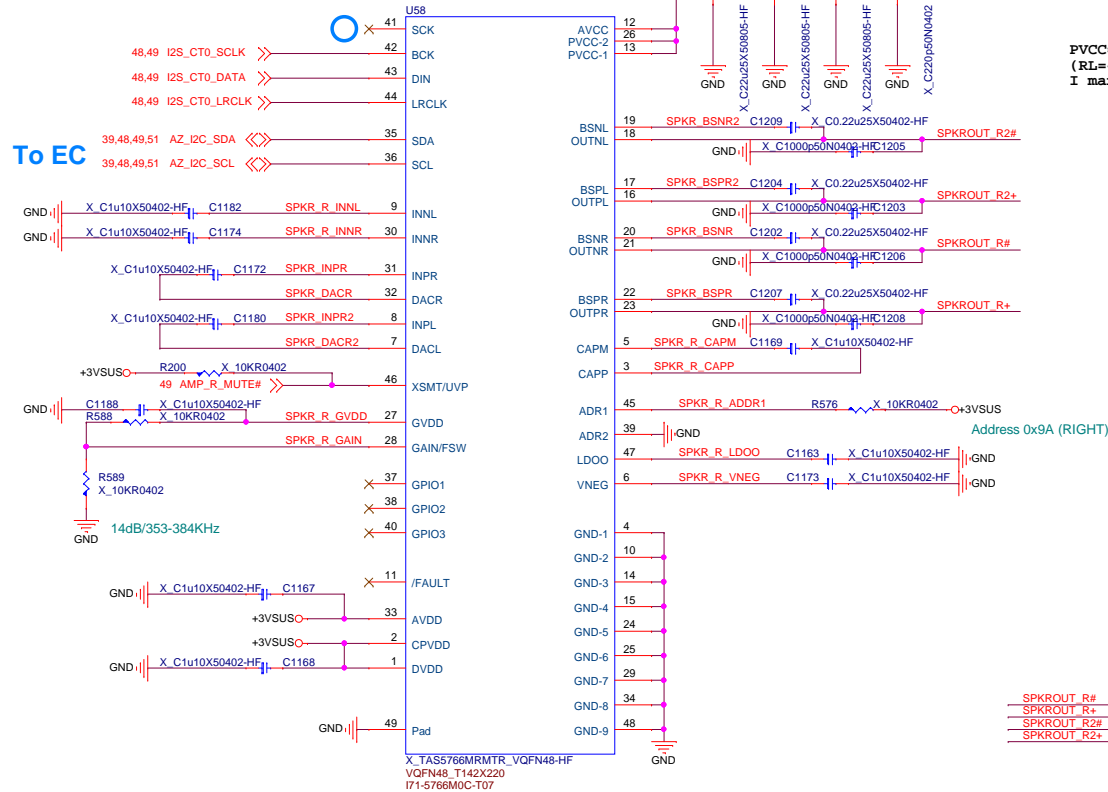 U58
41 SCK
48,49 I2S_CT0_SCLK 42 BCK
48,49 I2S_CT0_DATA 43 DIN
48,49 I2S_CT0_LRCLK 44 LRCLK
To EC
39,48,49,51 AZ_I2C_SDA 35 SDA
39,48,49,51 AZ_I2C_SCL 36 SCL
GND X_C1u10X50402-HF C1182 SPKR_R_INNL 9 INNL
GND X_C1u10X50402-HF C1174 SPKR_R_INNR 30 INNR
X_C1u10X50402-HF C1172 SPKR_INPR 31 INPR
SPKR_DACR 32 DACR
X_C1u10X50402-HF C1180 SPKR_INPR2 8 INPL
SPKR_DACR2 7 DACL
+3VSUS R200 X_10KR0402
49 AMP_R_MUTE# 46 XSMT/UVP
GND C1188 X_C1u10X50402-HF
R588 X_10KR0402 SPKR_R_GVDD 27 GVDD
SPKR_R_GAIN 28 GAIN/FSW
R589
X_10KR0402
GND
14dB/353-384KHz
37 GPIO1
38 GPIO2
40 GPIO3
11 /FAULT
GND X_C1u10X50402-HF C1167
+3VSUS 33 AVDD
+3VSUS 2 CPVDD
GND X_C1u10X50402-HF C1168 1 DVDD
GND 49 Pad
X_TAS5766MRMTR_VQFN48-HF
VQFN48_T142X220
I71-5766M0C-T07
AVCC 12
PVCC-2 26
PVCC-1 13
GND GND GND GND
X_C22u25X50805-HF
X_C22u25X50805-HF
X_C22u25X50805-HF
X_C220p50N0402
PVCC
(RL=
I ma
BSNL 19 SPKR_BSNR2 C1209 X_C0.22u25X50402-HF
OUTNL 18 SPKROUT_R2#
GND X_C1000p50N0402-HF C1205
BSPL 17 SPKR_BSPR2 C1204 X_C0.22u25X50402-HF
OUTPL 16 SPKROUT_R2+
GND X_C1000p50N0402-HF C1203
BSNR 20 SPKR_BSNR C1202 X_C0.22u25X50402-HF
OUTNR 21 SPKROUT_R#
GND X_C1000p50N0402-HF C1206
BSPR 22 SPKR_BSPR C1207 X_C0.22u25X50402-HF
OUTPR 23 SPKROUT_R+
GND X_C1000p50N0402-HF C1208
CAPM 5 SPKR_R_CAPM C1169 X_C1u10X50402-HF
CAPP 3 SPKR_R_CAPP
ADR1 45 SPKR_R_ADDR1 R576 X_10KR0402 +3VSUS
Address 0x9A (RIGHT)
ADR2 39 GND
LDOO 47 SPKR_R_LDOO C1163 X_C1u10X50402-HF GND
VNEG 6 SPKR_R_VNEG C1173 X_C1u10X50402-HF GND
GND-1 4
GND-2 10
GND-3 14
GND-4 15
GND-5 24
GND-6 25
GND-7 29
GND-8 34
GND-9 48
GND
SPKROUT_R#
SPKROUT_R+
SPKROUT_R2#
SPKROUT_R2+